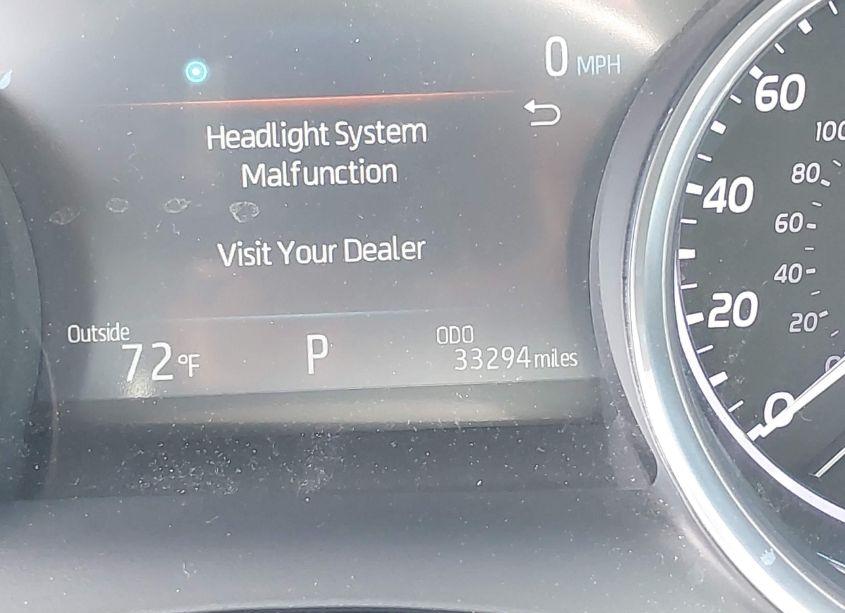 0 MPH
Headlight System
Malfunction
Visit Your Dealer
Outside
72°F
P
ODO
33294 miles
60
40
20
0
100
80
60
40
20
0